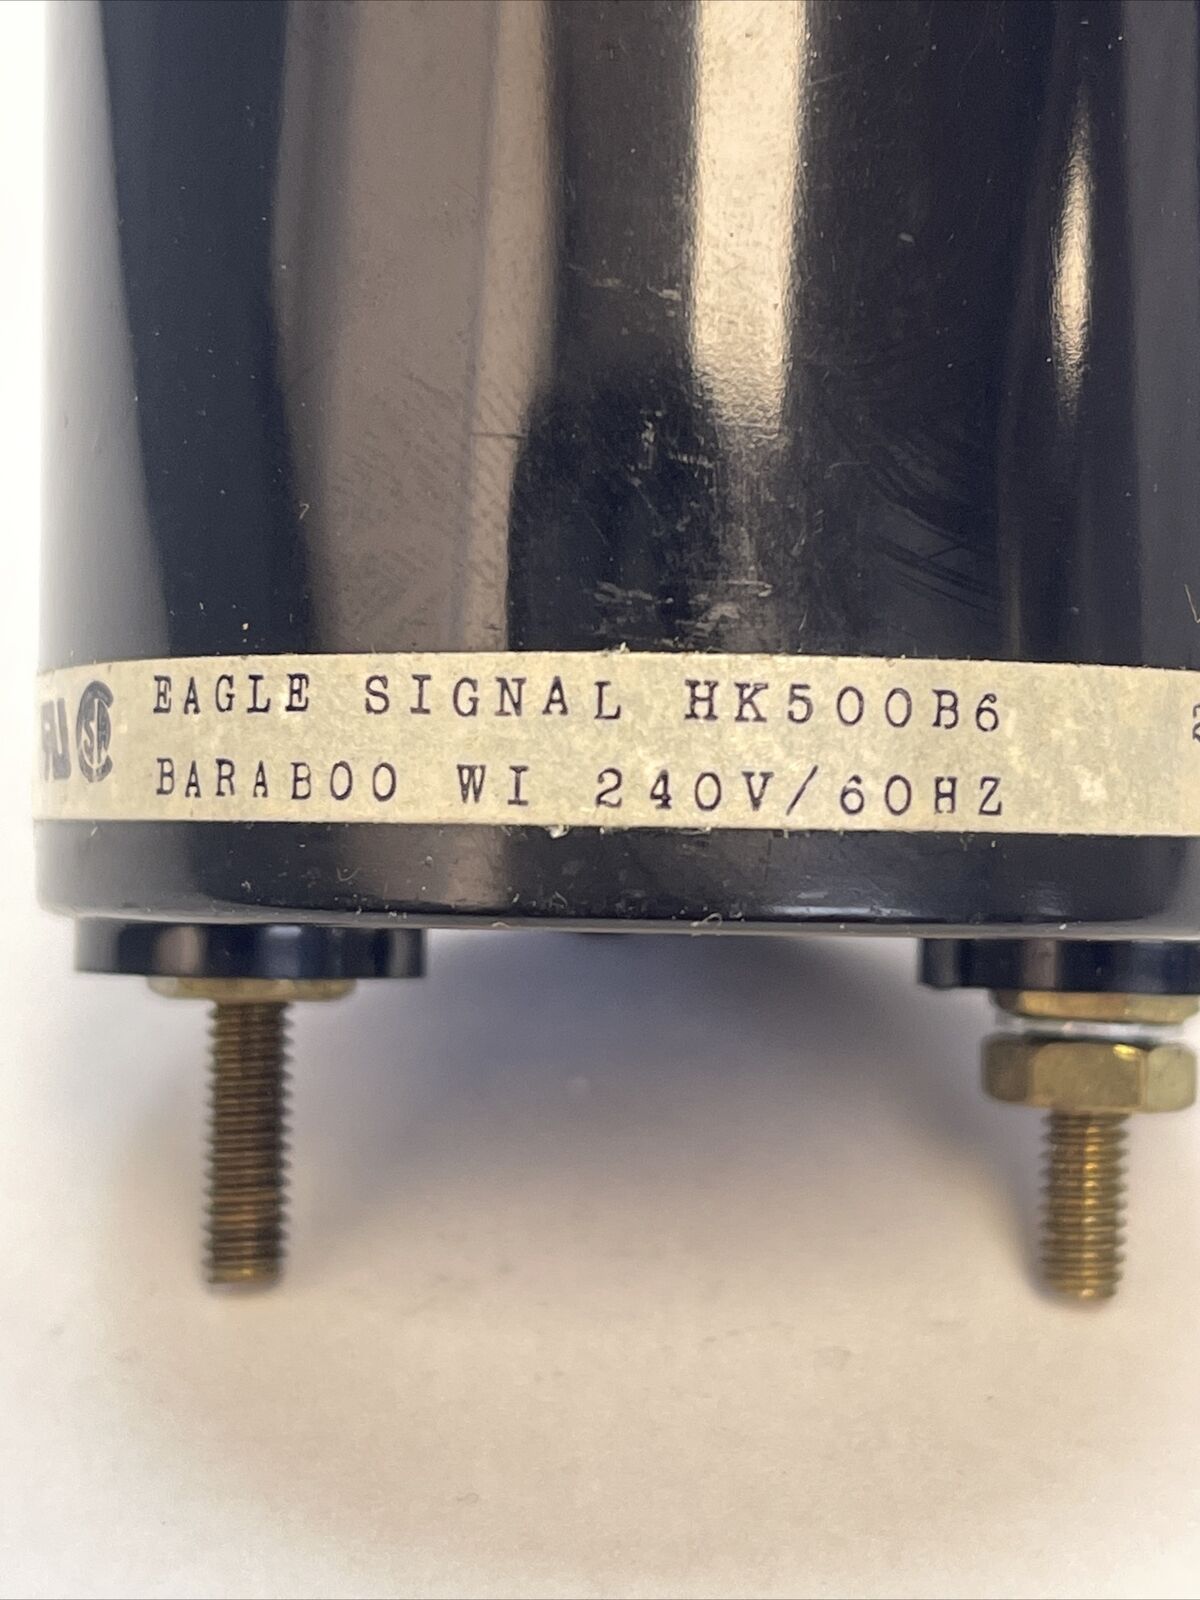 EAGLE SIGNAL HK500B6
BARABOO WI 240V/60HZ